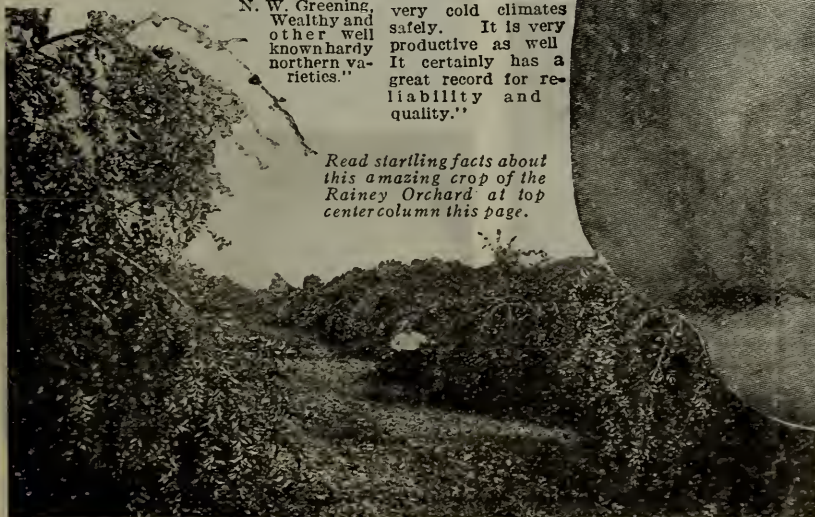 N. W. Greening,
Wealthy and
other well
known hardy
northern va-
rieties."
very cold climates
safely. It is very
productive as well
It certainly has a
great record for re-
liability and
quality."
Read startling facts about
this amazing crop of the
Rainey Orchard at top
center column this page.